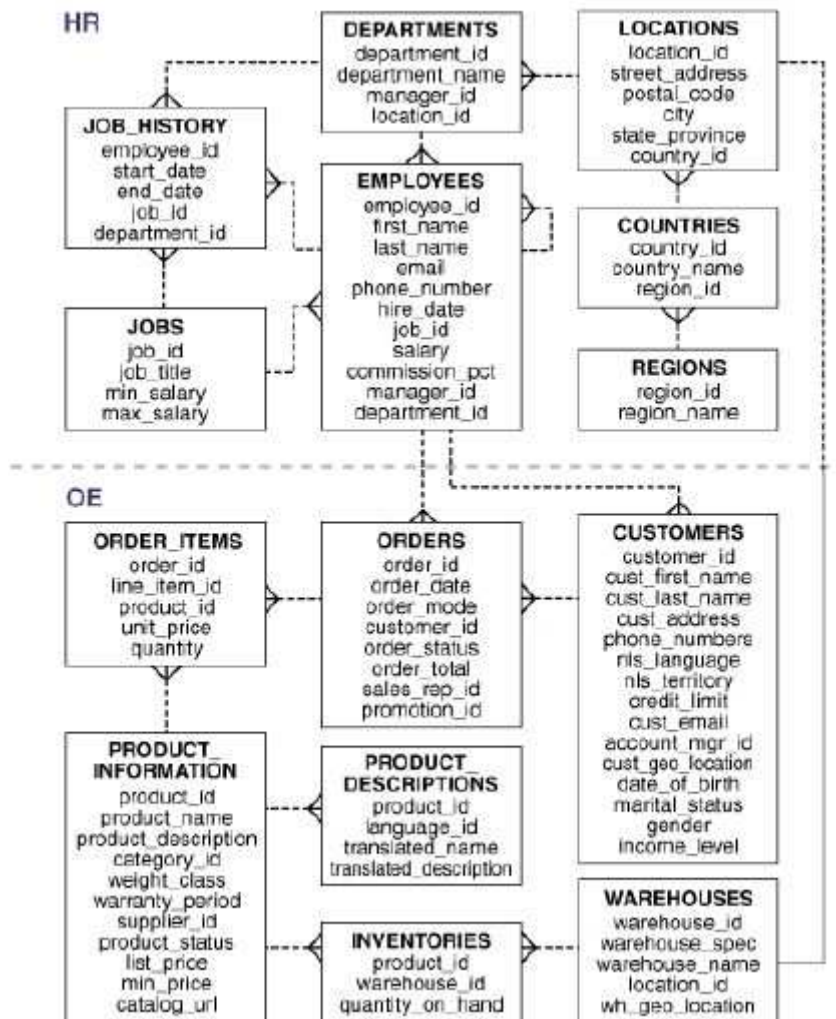 HR
DEPARTMENTS
department_id
department_name
manager_id
location_id
LOCATIONS
location_id
street_address
postal_code
city
state_province
country_id
JOB_HISTORY
employee_id
start_date
end_date
job_id
department_id
EMPLOYEES
employee_id
first_name
last_name
email
phone_number
hire_date
job_id
salary
commission_pct
manager_id
department_id
COUNTRIES
country_id
country_name
region_id
JOBS
job_id
job_title
min_salary
max_salary
REGIONS
region_id
region_name
OE
ORDER_ITEMS
order_id
line_item_id
product_id
unit_price
quantity
ORDERS
order_id
order_date
order_mode
customer_id
order_status
order_total
sales_rep_id
promotion_id
CUSTOMERS
customer_id
cust_first_name
cust_last_name
cust_address
phone_numbers
nls_language
nls_territory
credit_limit
cust_email
account_mgr_id
cust_geo_location
date_of_birth
marital_status
gender
income_level
PRODUCT_
INFORMATION
product_id
product_name
product_description
category_id
weight_class
warranty_period
supplier_id
product_status
list_price
min_price
catalog_url
PRODUCT_
DESCRIPTIONS
product_id
language_id
translated_name
translated_description
INVENTORIES
product_id
warehouse_id
quantity_on_hand
WAREHOUSES
warehouse_id
warehouse_spec
warehouse_name
location_id
wh_geo_location